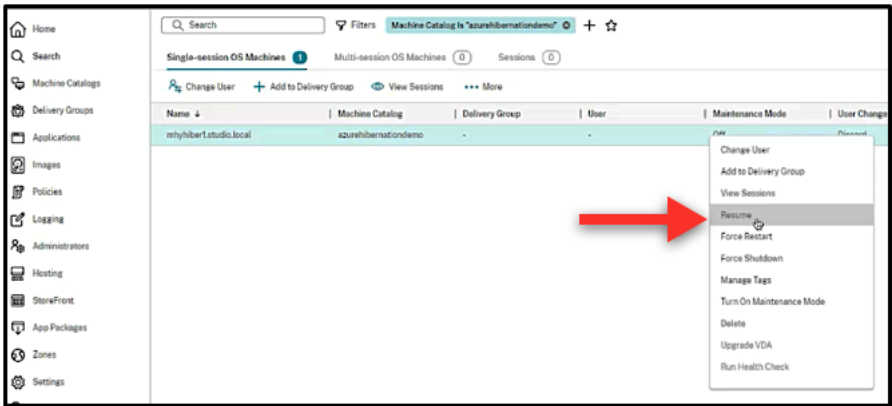 Home
Search
Machine Catalogs
Delivery Groups
Applications
Images
Policies
Logging
Administrators
Hosting
StoreFront
App Packages
Zones
Settings
Search
Filters Machine Catalog Is "azurehibernationdemo"
Single-session OS Machines 1 Multi-session OS Machines 0 Sessions 0
Change User Add to Delivery Group View Sessions More
Name Machine Catalog Delivery Group User Maintenance Mode User Change
mhyhiber1.studio.local azurehibernationdemo - - Off Discard
Change User
Add to Delivery Group
View Sessions
Resume
Force Restart
Force Shutdown
Manage Tags
Turn On Maintenance Mode
Delete
Upgrade VDA
Run Health Check